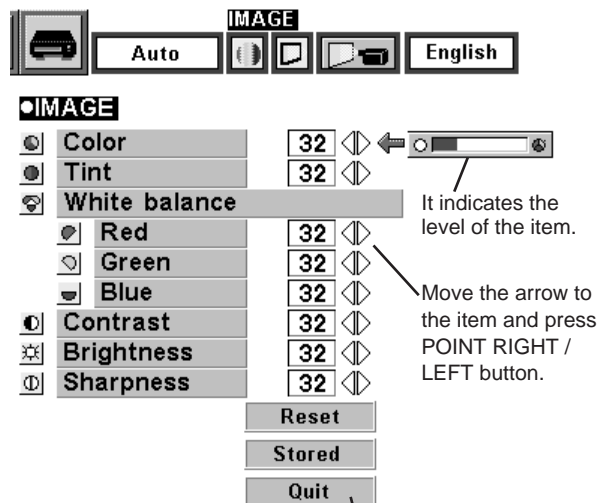 IMAGE
Auto
English
●IMAGE
Color 32
Tint 32
White balance
Red 32
Green 32
Blue 32
Contrast 32
Brightness 32
Sharpness 32
It indicates the
level of the item.
Move the arrow to
the item and press
POINT RIGHT /
LEFT button.
Reset
Stored
Quit